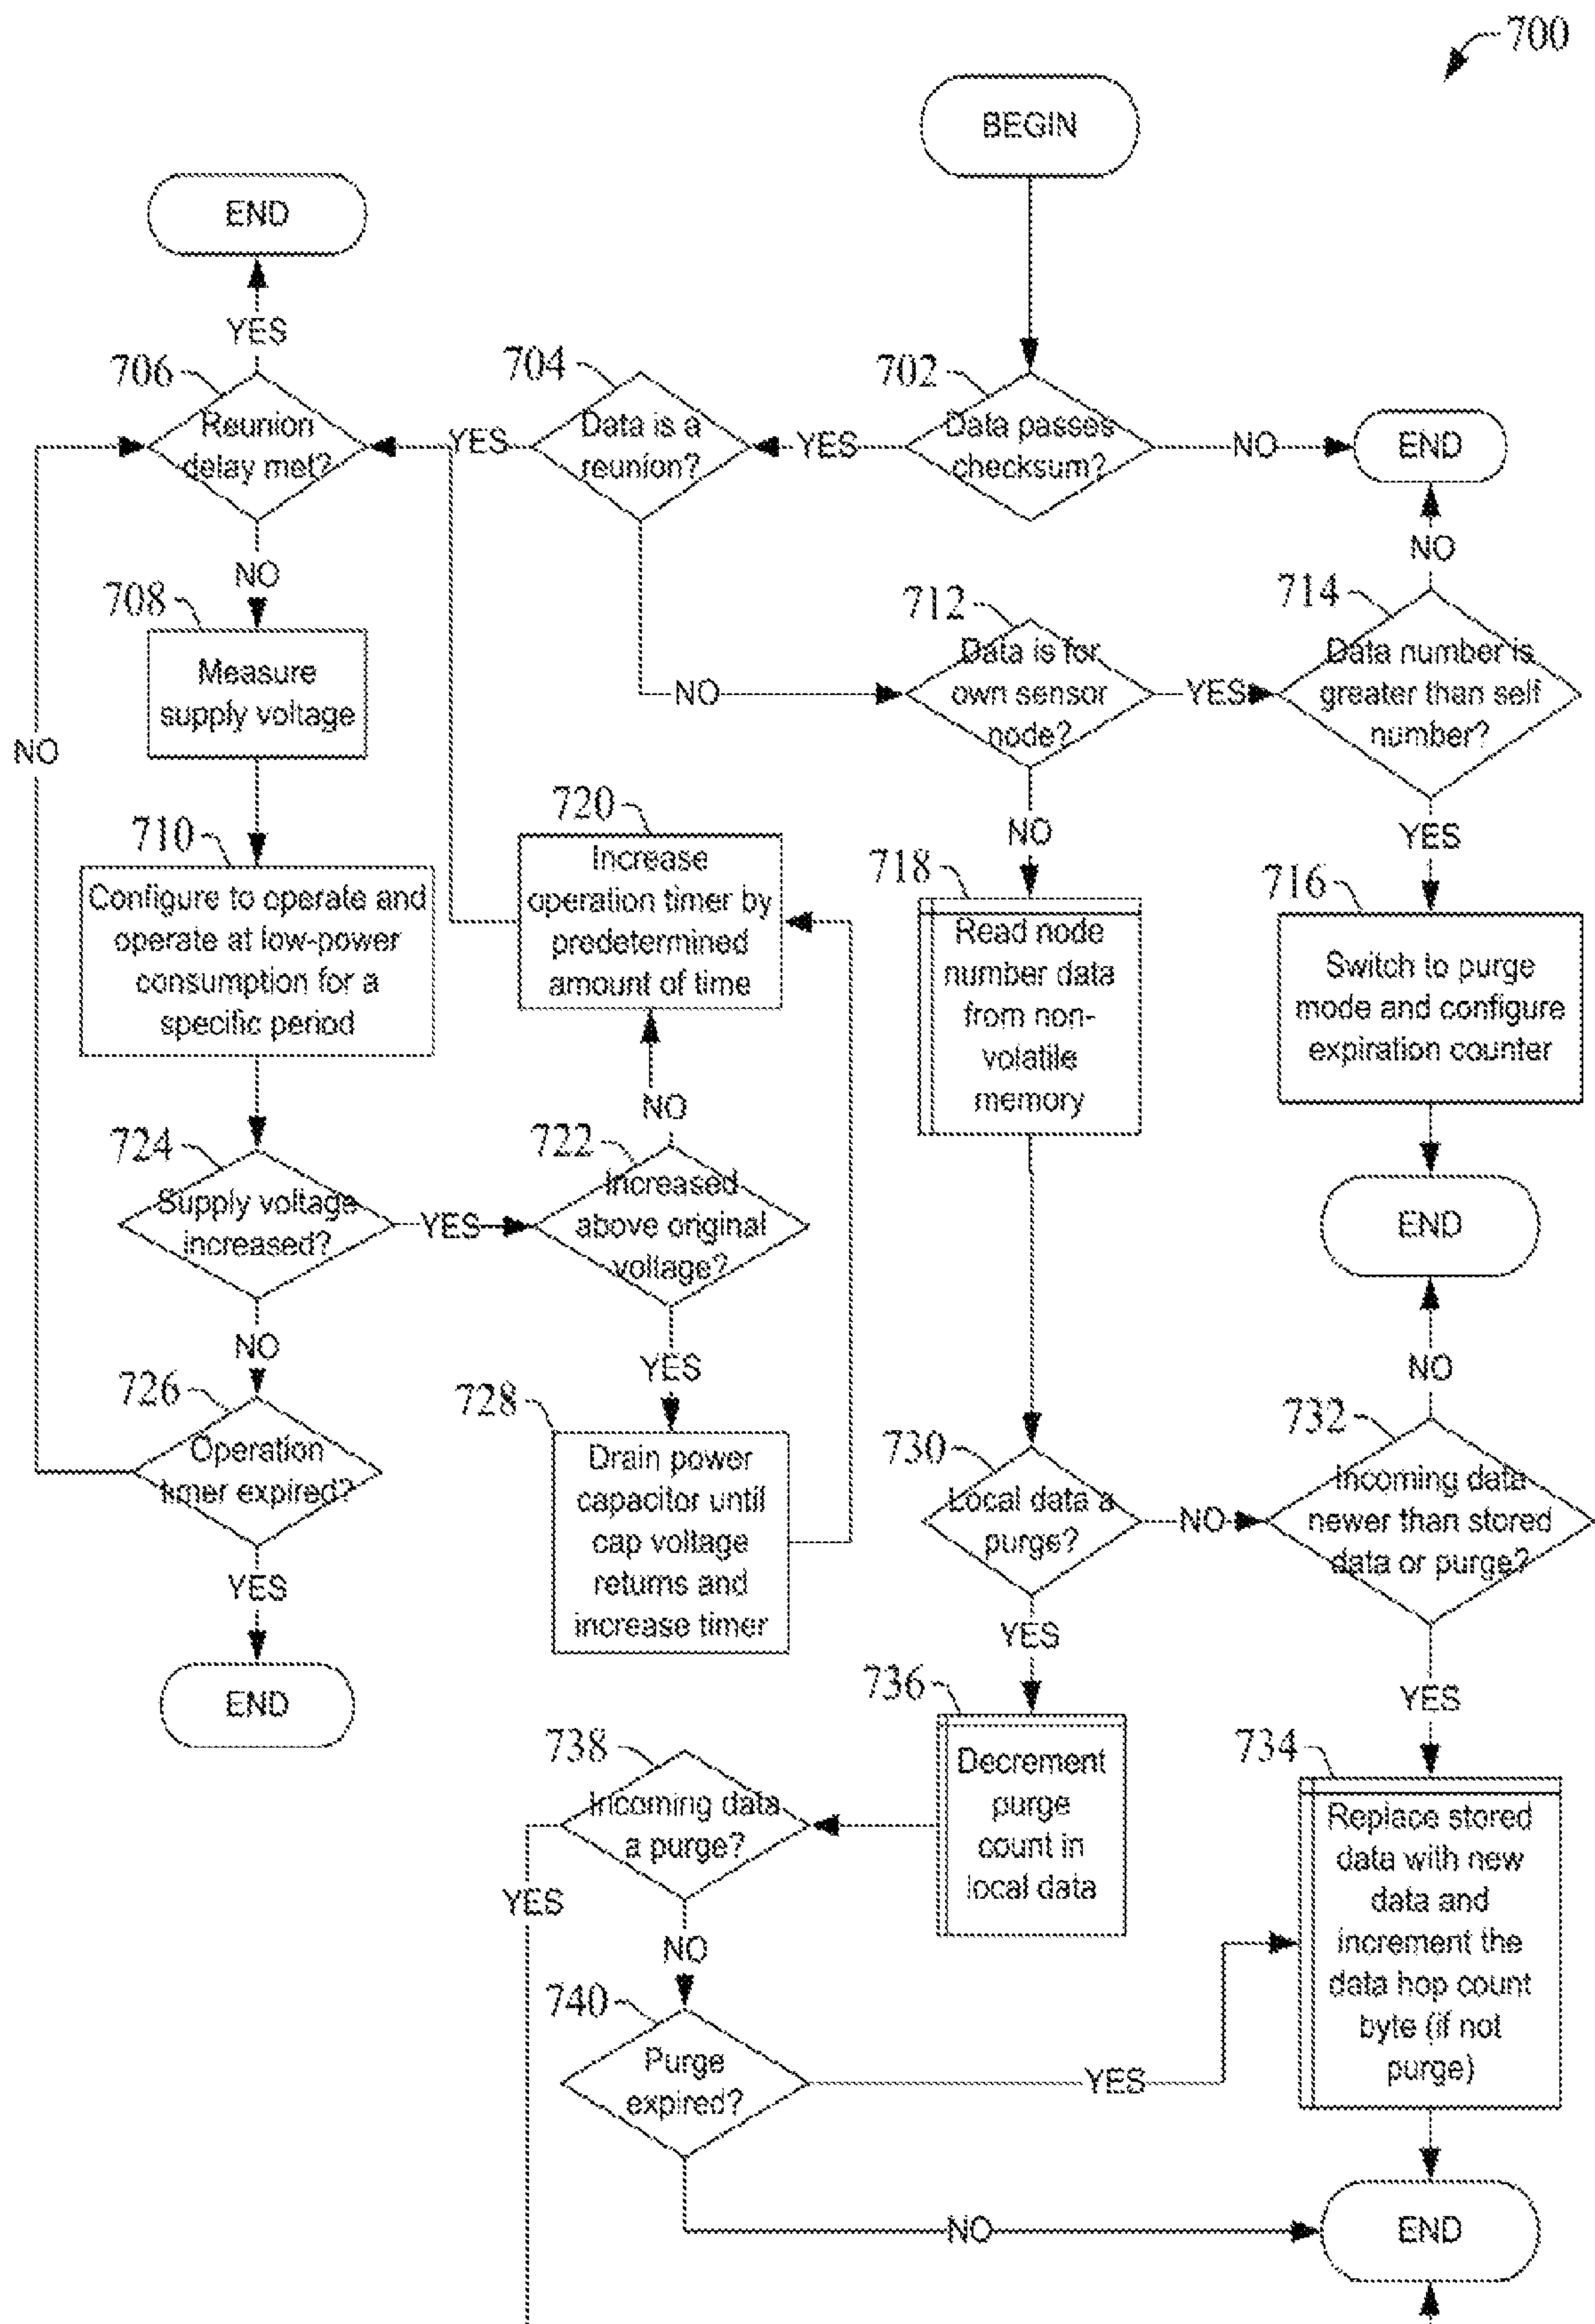 700
BEGIN
END
YES
706
Reunion
delay met?
YES
704
Data is a
reunion?
YES
702
Data passes
checksum?
NO
END
NO
NO
708
Measure
supply voltage
NO
NO
712
Data is for
own sensor
node?
YES
714
Data number is
greater than self
number?
YES
710
Configure to operate and
operate at low-power
consumption for a
specific period
720
Increase
operation timer by
predetermined
amount of time
NO
718
Read node
number data
from non-
volatile
memory
716
Switch to purge
mode and configure
expiration counter
NO
724
Supply voltage
increased?
YES
722
Increased
above original
voltage?
END
NO
YES
NO
726
Operation
timer expired?
728
Drain power
capacitor until
cap voltage
returns and
increase timer
730
Local data a
purge?
NO
732
Incoming data
newer than stored
data or purge?
YES
END
YES
YES
736
Decrement
purge
count in
local data
738
Incoming data
a purge?
YES
NO
734
Replace stored
data with new
data and
increment the
data hop count
byte (if not
purge)
740
Purge
expired?
YES
NO
END